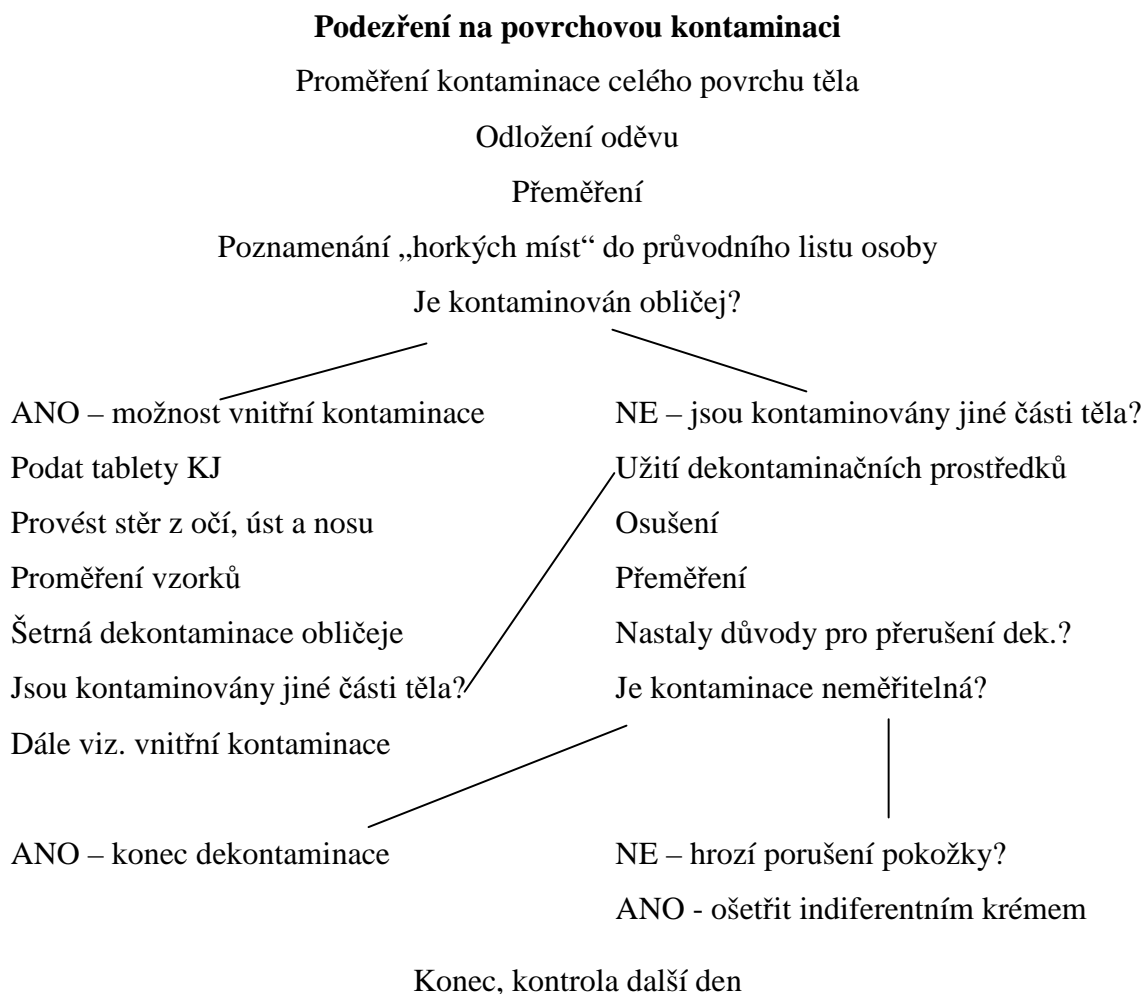 Podezření na povrchovou kontaminaci
Proměření kontaminace celého povrchu těla
Odložení oděvu
Přeměření
Poznamenání „horkých míst“ do průvodního listu osoby
Je kontaminován obličej?
ANO – možnost vnitřní kontaminace
Podat tablety KJ
Provést stěr z očí, úst a nosu
Proměření vzorků
Šetrná dekontaminace obličeje
Jsou kontaminovány jiné části těla?
Dále viz. vnitřní kontaminace
NE – jsou kontaminovány jiné části těla?
Užití dekontaminačních prostředků
Osušení
Přeměření
Nastaly důvody pro přerušení dek.?
Je kontaminace neměřitelná?
ANO – konec dekontaminace
NE – hrozí porušení pokožky?
ANO - ošetřit indiferentním krémem
Konec, kontrola další den